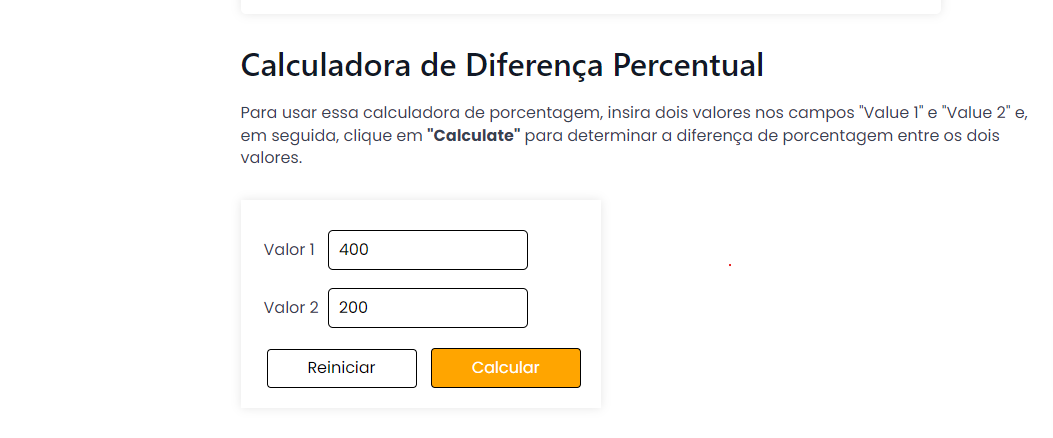 Calculadora de Diferença Percentual
Para usar essa calculadora de porcentagem, insira dois valores nos campos "Value 1" e "Value 2" e,
em seguida, clique em "Calculate" para determinar a diferença de porcentagem entre os dois
valores.
Valor 1 400
Valor 2 200
Reiniciar Calcular